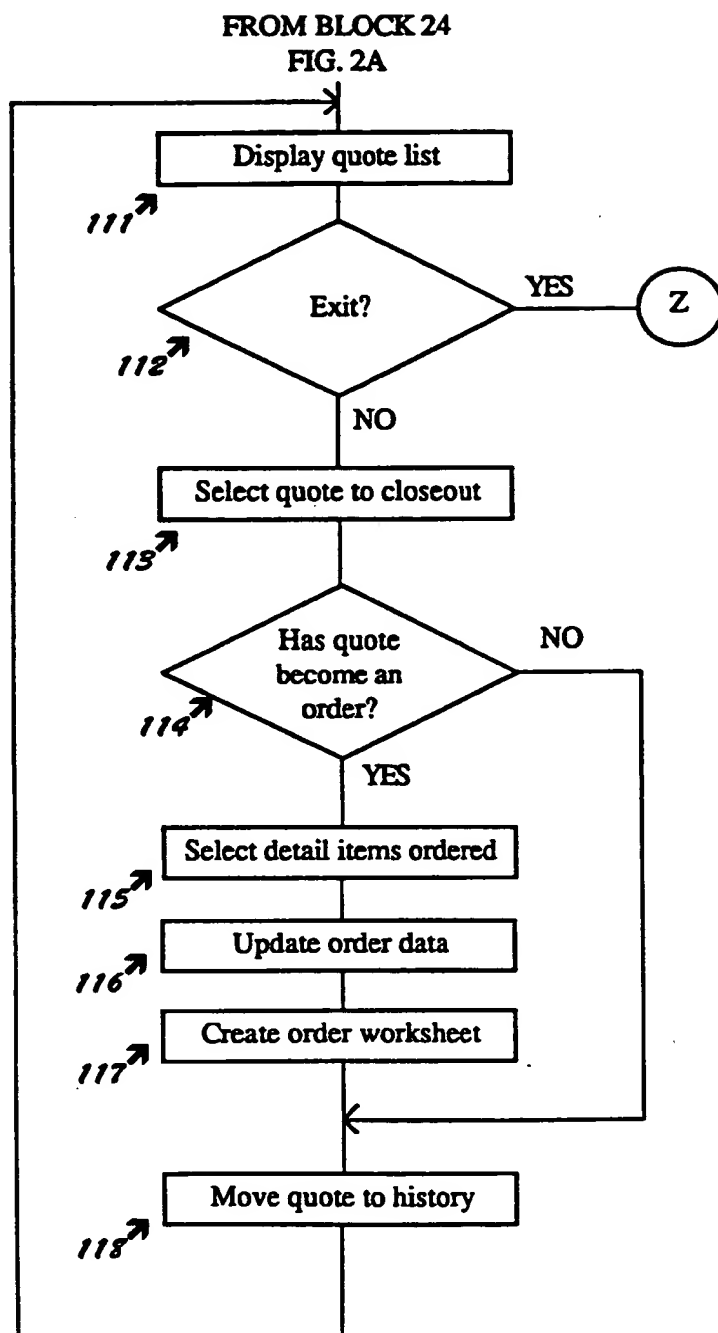 FROM BLOCK 24
FIG. 2A
Display quote list
111
Exit?
YES
Z
112
NO
Select quote to closeout
113
Has quote
become an
order?
NO
114
YES
Select detail items ordered
115
Update order data
116
Create order worksheet
117
Move quote to history
118